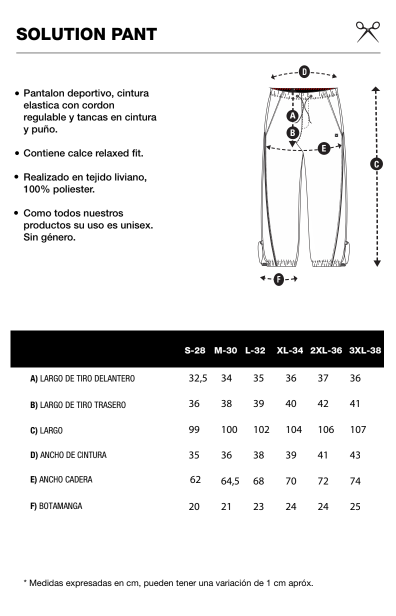 SOLUTION PANT
• Pantalon deportivo, cintura
elastica con cordon
regulable y tancas en cintura
y puño.
• Contiene calce relaxed fit.
• Realizado en tejido liviano,
100% poliester.
• Como todos nuestros
productos su uso es unisex.
Sin género.
D
A
B
E
C
F
S-28 M-30 L-32 XL-34 2XL-36 3XL-38
A) LARGO DE TIRO DELANTERO 32,5 34 35 36 37 36
B) LARGO DE TIRO TRASERO 36 38 39 40 42 41
C) LARGO 99 100 102 104 106 107
D) ANCHO DE CINTURA 35 36 38 39 41 43
E) ANCHO CADERA 62 64,5 68 70 72 74
F) BOTAMANGA 20 21 23 24 24 25
* Medidas expresadas en cm, pueden tener una variación de 1 cm apróx.